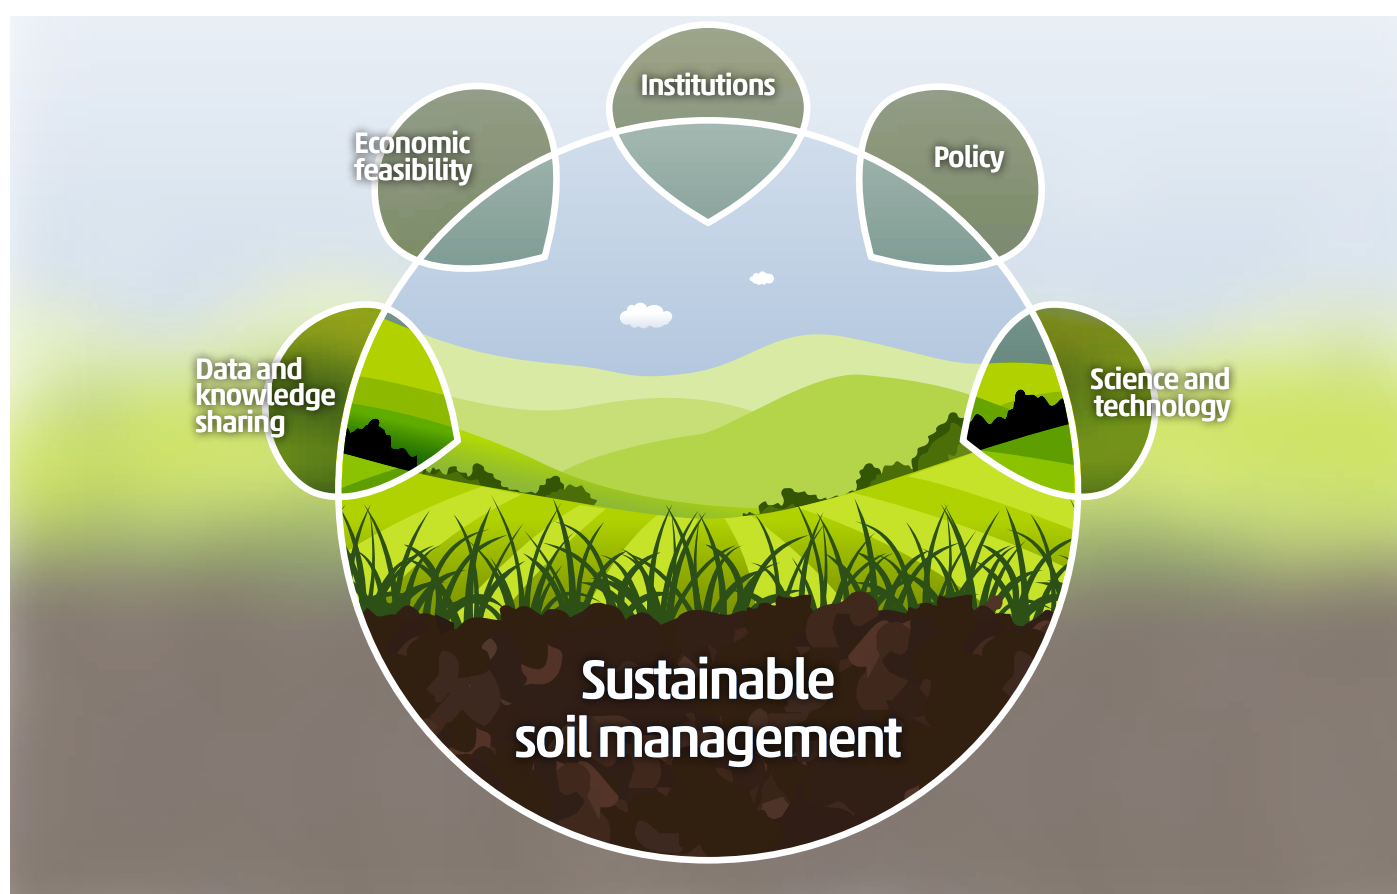 Institutions
Economic
feasibility
Policy
Data and
knowledge
sharing
Science and
technology
Sustainable
soil management